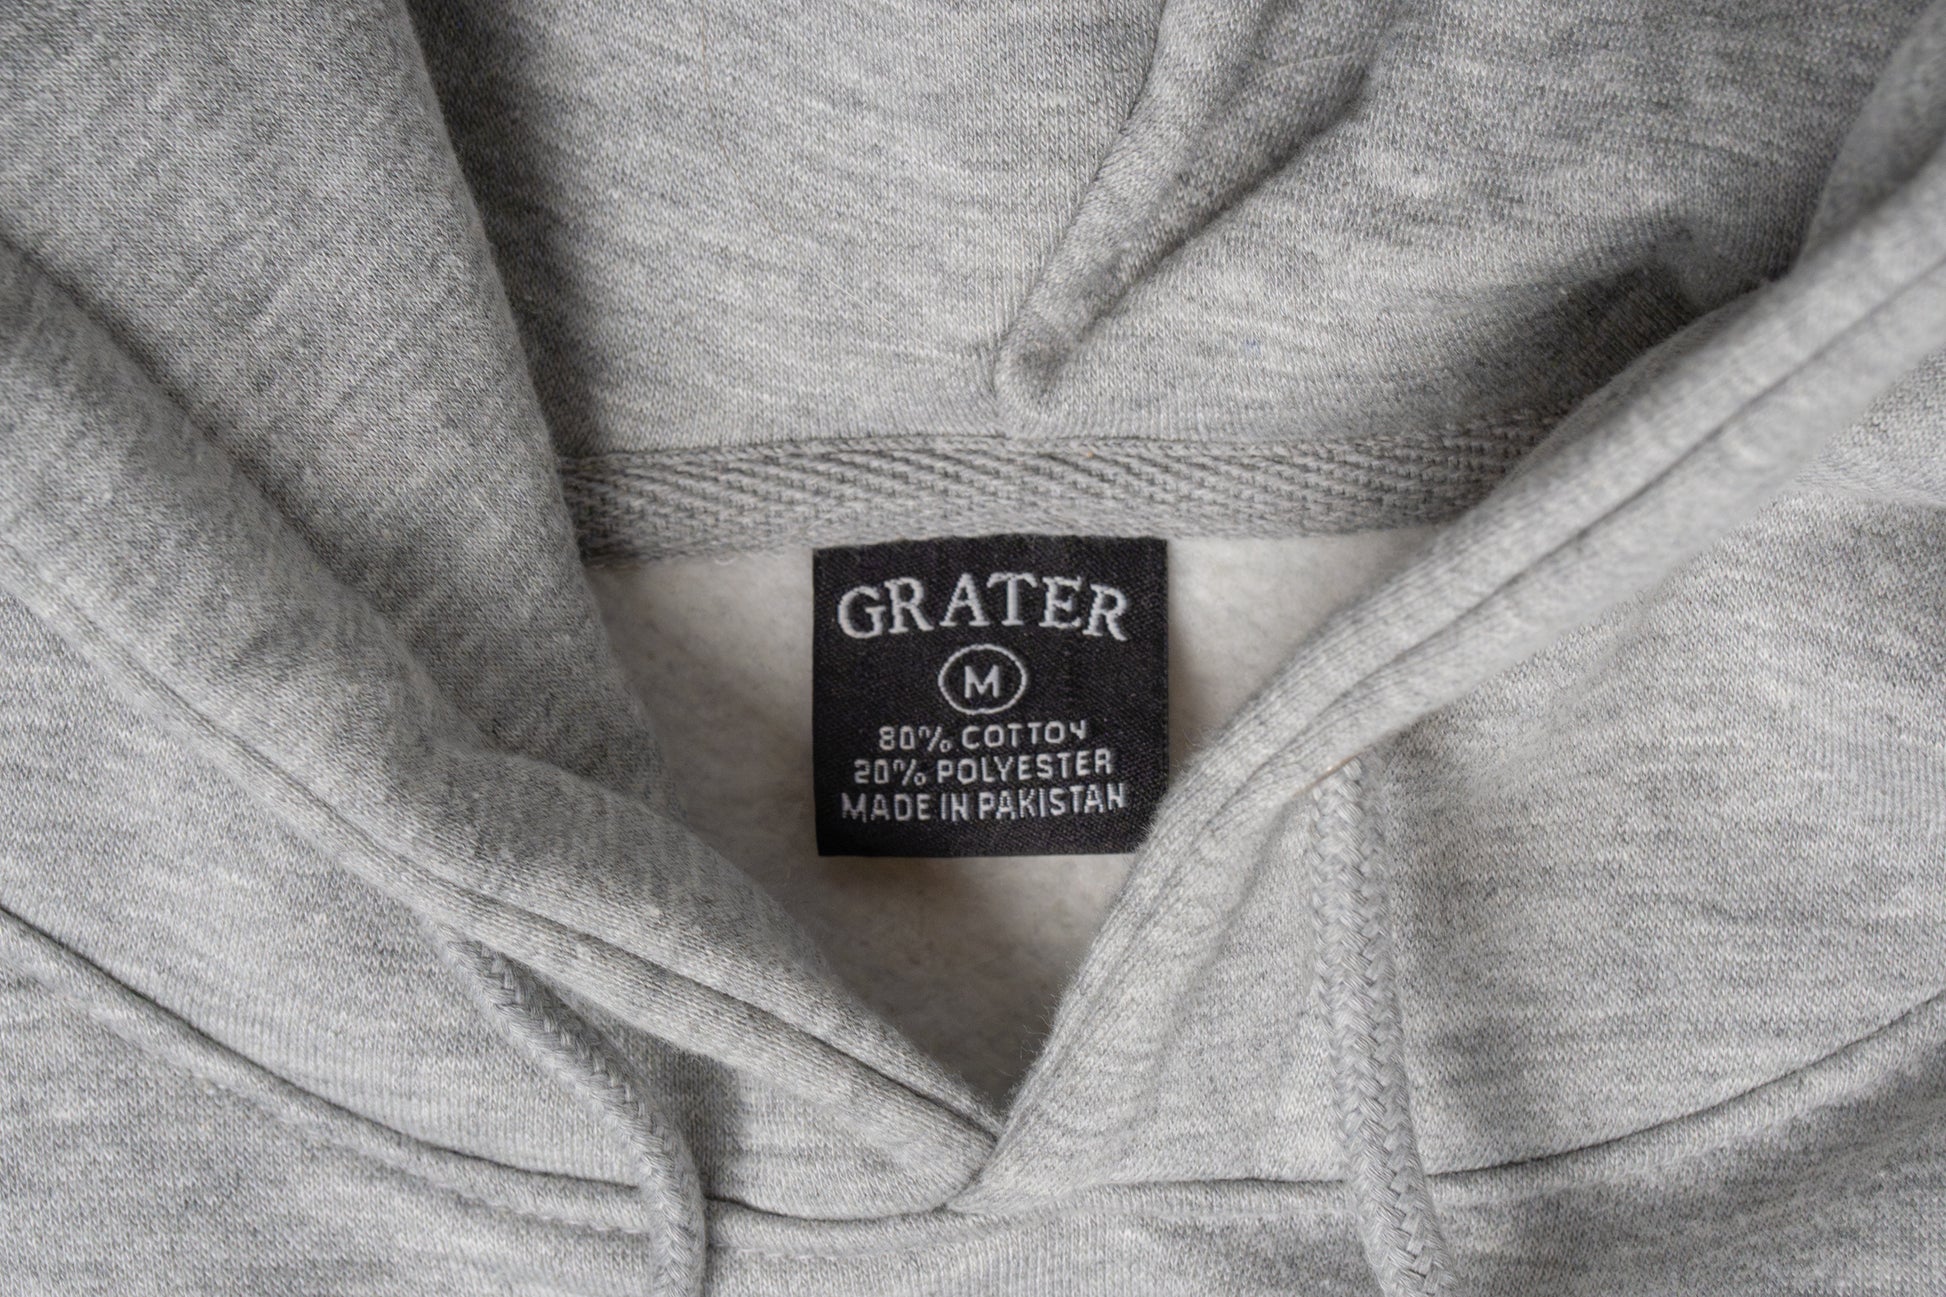 GRATER
M
80% COTTON
20% POLYESTER
MADE IN PAKISTAN